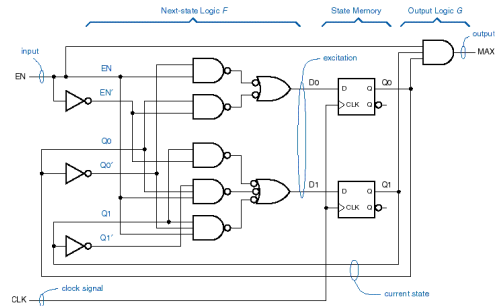 Next-state Logic F
State Memory
Output Logic G
input
output
EN
EN
excitation
MAX
EN′
D0
D Q
Q0
CLK Q
Q0
Q0′
D1
D Q
Q1
CLK Q
Q1
Q1′
clock signal
current state
CLK